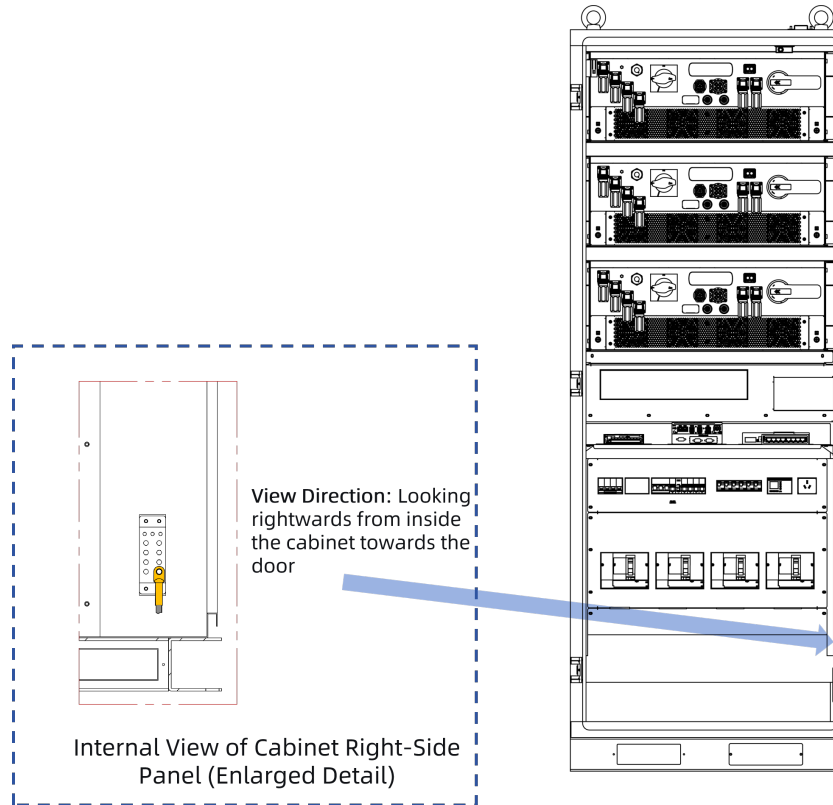 View Direction: Looking
rightwards from inside
the cabinet towards the
door
Internal View of Cabinet Right-Side
Panel (Enlarged Detail)